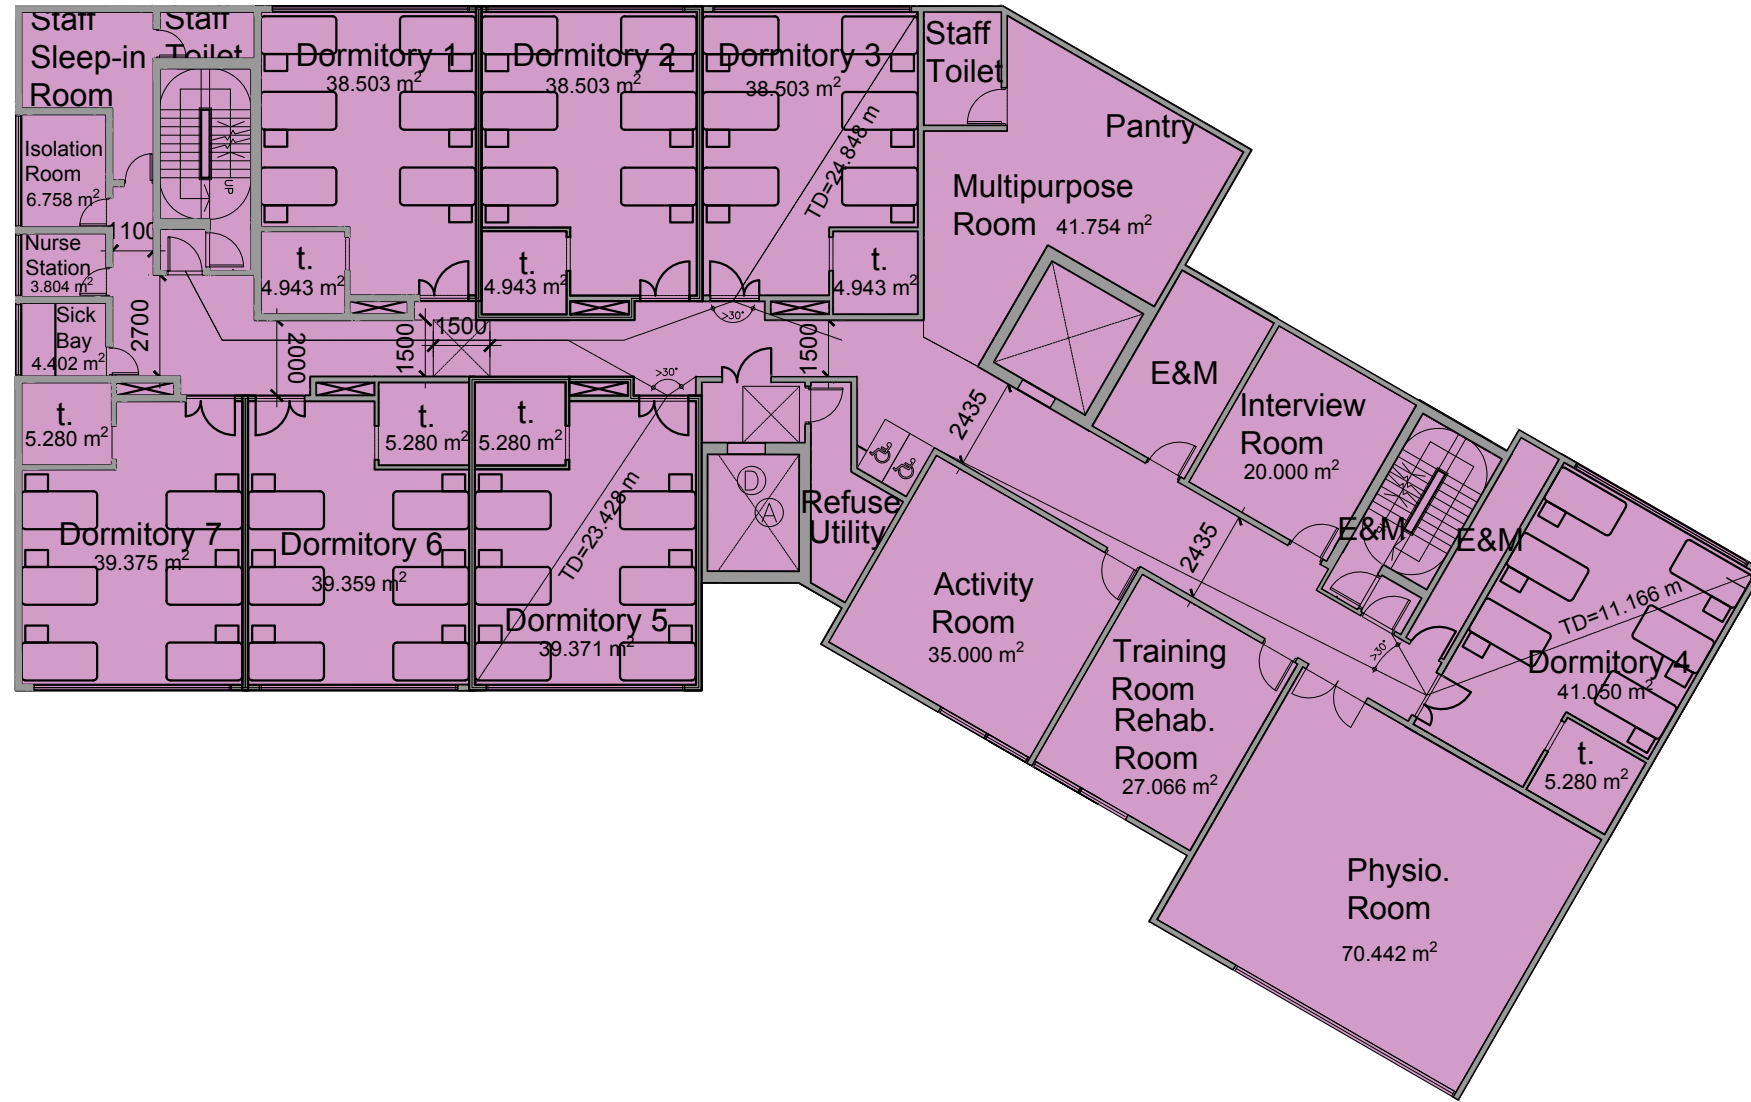 Staff
Sleep-in
Room
Staff
Toilet
Isolation
Room
6.758 m²
1100
Nurse
Station
3.804 m²
Sick
Bay
4.402 m²
2700
UP
Dormitory 1
38.503 m²
t.
4.943 m²
Dormitory 2
38.503 m²
t.
4.943 m²
Dormitory 3
38.503 m²
TD=24.848 m
t.
4.943 m²
Staff
Toilet
Pantry
Multipurpose
Room 41.754 m²
2000
1500
1500
>30°
1500
>30°
t.
5.280 m²
Dormitory 7
39.375 m²
t.
5.280 m²
Dormitory 6
39.359 m²
t.
5.280 m²
TD=23.428 m
Dormitory 5
39.371 m²
D
A
Refuse
Utility
2435
E&M
Interview
Room
20.000 m²
2435
E&M
E&M
Activity
Room
35.000 m²
Training
Room
Rehab.
Room
27.066 m²
>30°
TD=11.166 m
Dormitory 4
41.050 m²
t.
5.280 m²
Physio.
Room
70.442 m²